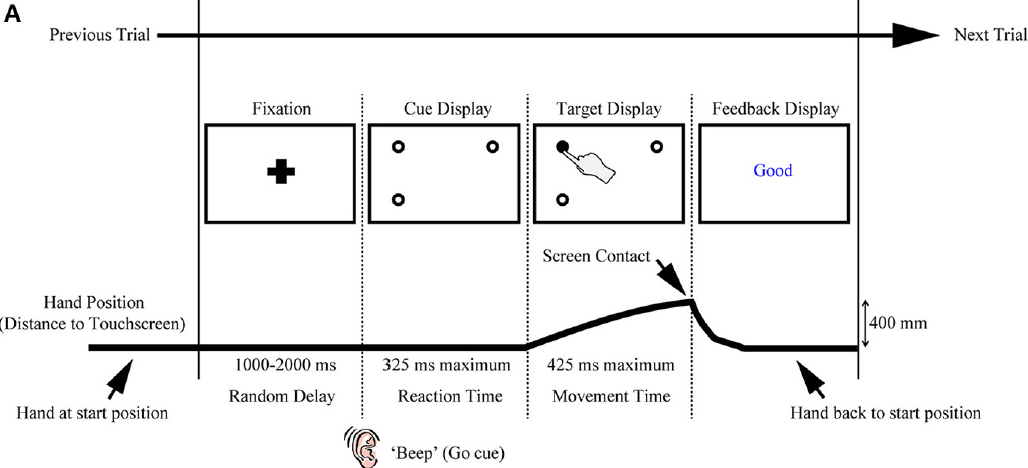 A
Previous Trial
Next Trial
Fixation
Cue Display
Target Display
Feedback Display
Good
Screen Contact
Hand Position
(Distance to Touchscreen)
400 mm
1000-2000 ms
325 ms maximum
425 ms maximum
Random Delay
Reaction Time
Movement Time
Hand at start position
Hand back to start position
‘Beep’ (Go cue)